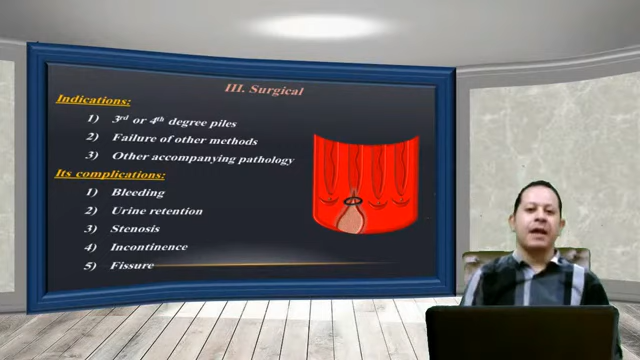 III. Surgical
Indications:
1) 3rd or 4th degree piles
2) Failure of other methods
3) Other accompanying pathology
Its complications:
1) Bleeding
2) Urine retention
3) Stenosis
4) Incontinence
5) Fissure